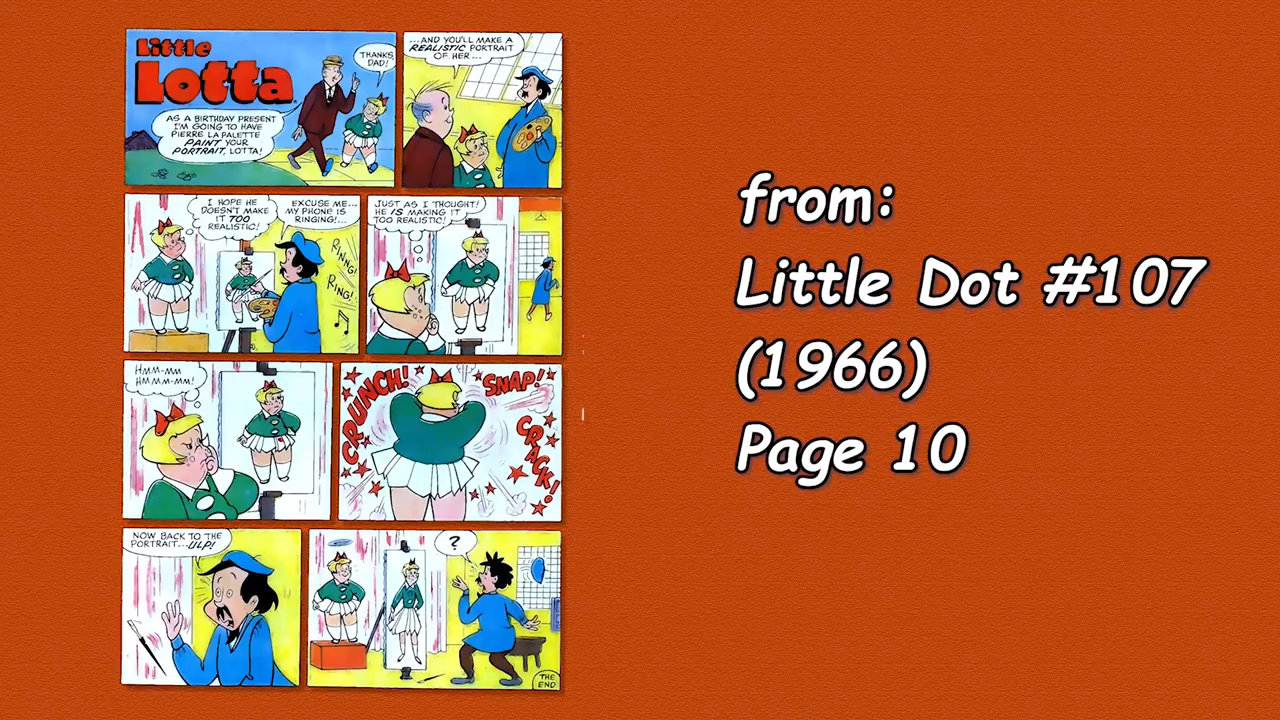 Little
Lotta
THANKS,
DAD!
AS A BIRTHDAY PRESENT
I'M GOING TO HAVE
PIERRE LA PALETTE
PAINT YOUR
PORTRAIT, LOTTA!
...AND YOU'LL MAKE A
REALISTIC PORTRAIT
OF HER...
I HOPE HE
DOESN'T MAKE
IT TOO
REALISTIC!
EXCUSE ME...
MY PHONE IS
RINGING!...
RINNG!
RING!
JUST AS I THOUGHT!
HE IS MAKING IT
TOO REALISTIC!
HMM-MM
HMMM-MM!
CRUNCH!
SNAP!
CRACK!
NOW BACK TO THE
PORTRAIT...ULP!
?
THE
END
from:
Little Dot #107
(1966)
Page 10